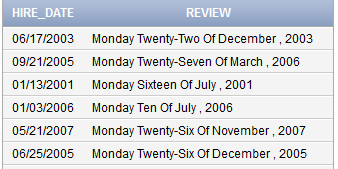 HIRE_DATE REVIEW
06/17/2003 Monday Twenty-Two Of December , 2003
09/21/2005 Monday Twenty-Seven Of March , 2006
01/13/2001 Monday Sixteen Of July , 2001
01/03/2006 Monday Ten Of July , 2006
05/21/2007 Monday Twenty-Six Of November , 2007
06/25/2005 Monday Twenty-Six Of December , 2005